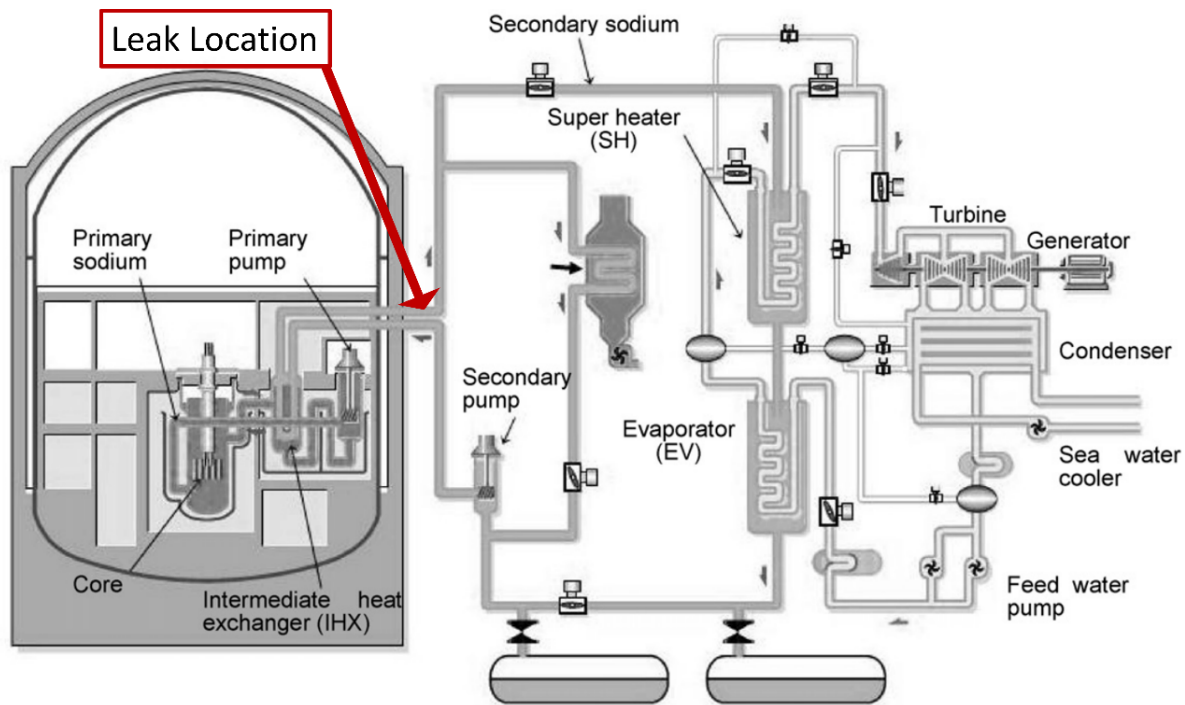 Leak Location
Secondary sodium
Super heater
(SH)
Turbine
Generator
Primary
sodium
Primary
pump
Condenser
Secondary
pump
Evaporator
(EV)
Sea water
cooler
Core
Intermediate heat
exchanger (IHX)
Feed water
pump